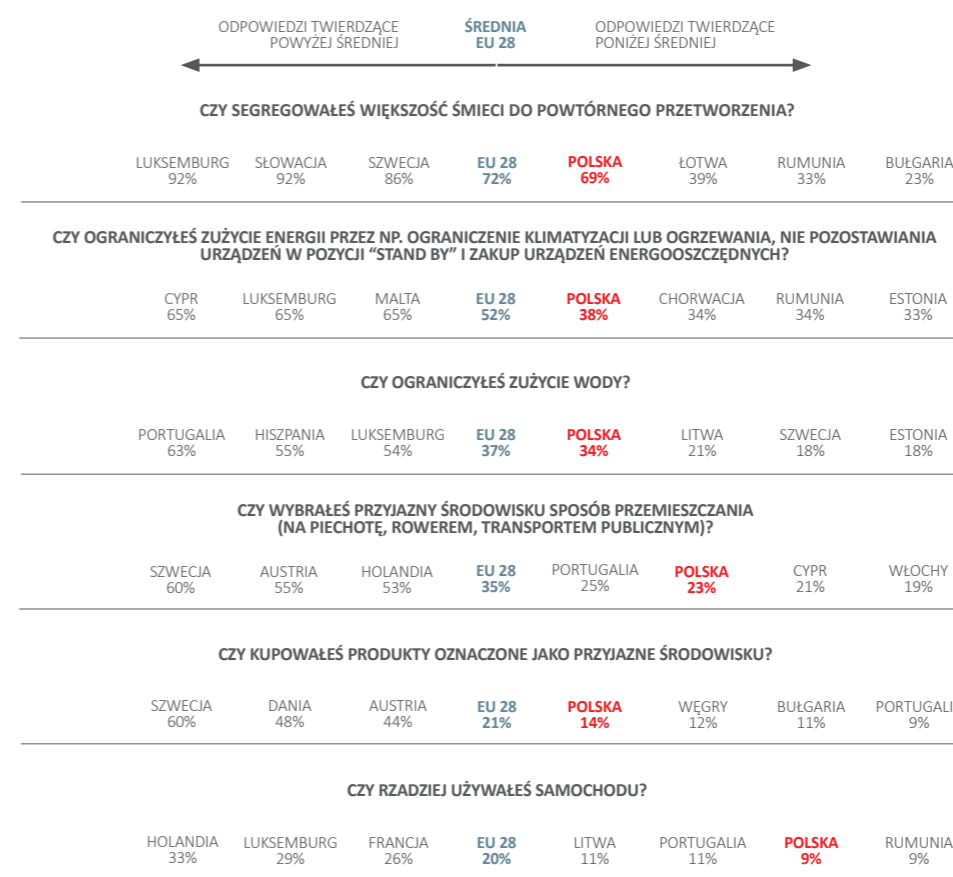 ODPOWIEDZI TWIERDZĄCE
POWYŻEJ ŚREDNIEJ
ŚREDNIA
EU 28
ODPOWIEDZI TWIERDZĄCE
PONIŻEJ ŚREDNIEJ
CZY SEGREGOWAŁEŚ WIĘKSZOŚĆ ŚMIECI DO POWTÓRNEGO PRZETWORZENIA?
LUKSEMBURG SŁOWACJA SZWECJA EU 28 POLSKA ŁOTWA RUMUNIA BUŁGARIA
92% 92% 86% 72% 69% 39% 33% 23%
CZY OGRANICZYŁEŚ ZUŻYCIE ENERGII PRZEZ NP. OGRANICZENIE KLIMATYZACJI LUB OGRZEWANIA, NIE POZOSTAWIANIA
URZĄDZEŃ W POZYCJI “STAND BY” I ZAKUP URZĄDZEŃ ENERGOOSZCZĘDNYCH?
CYPR LUKSEMBURG MALTA EU 28 POLSKA CHORWACJA RUMUNIA ESTONIA
65% 65% 65% 52% 38% 34% 34% 33%
CZY OGRANICZYŁEŚ ZUŻYCIE WODY?
PORTUGALIA HISZPANIA LUKSEMBURG EU 28 POLSKA LITWA SZWECJA ESTONIA
63% 55% 54% 37% 34% 21% 18% 18%
CZY WYBRAŁEŚ PRZYJAZNY ŚRODOWISKU SPOSÓB PRZEMIESZCZANIA
(NA PIECHOTĘ, ROWEREM, TRANSPORTEM PUBLICZNYM)?
SZWECJA AUSTRIA HOLANDIA EU 28 PORTUGALIA POLSKA CYPR WŁOCHY
60% 55% 53% 35% 25% 23% 21% 19%
CZY KUPOWAŁEŚ PRODUKTY OZNACZONE JAKO PRZYJAZNE ŚRODOWISKU?
SZWECJA DANIA AUSTRIA EU 28 POLSKA WĘGRY BUŁGARIA PORTUGALI
60% 48% 44% 21% 14% 12% 11% 9%
CZY RZADZIEJ UŻYWAŁEŚ SAMOCHODU?
HOLANDIA LUKSEMBURG FRANCJA EU 28 LITWA PORTUGALIA POLSKA RUMUNIA
33% 29% 26% 20% 11% 11% 9% 9%